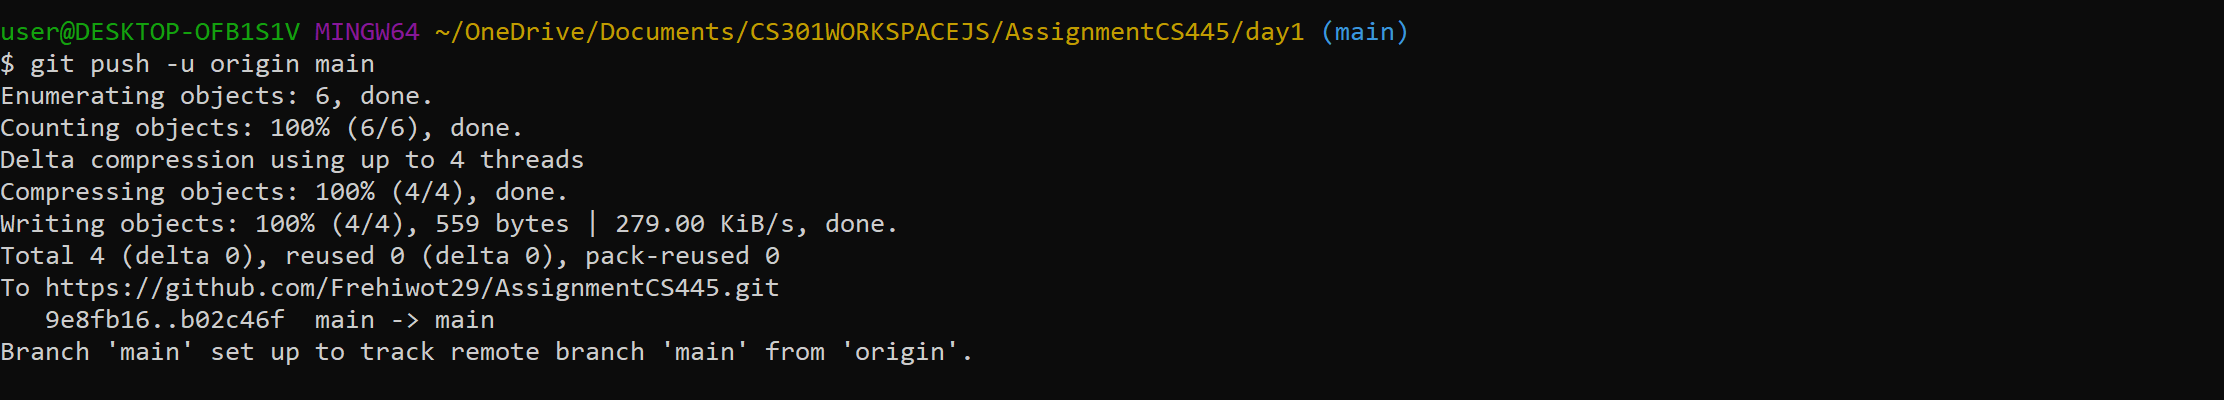 user@DESKTOP-OFB1S1V MINGW64 ~/OneDrive/Documents/CS301WORKSPACEJS/AssignmentCS445/day1 (main)
$ git push -u origin main
Enumerating objects: 6, done.
Counting objects: 100% (6/6), done.
Delta compression using up to 4 threads
Compressing objects: 100% (4/4), done.
Writing objects: 100% (4/4), 559 bytes | 279.00 KiB/s, done.
Total 4 (delta 0), reused 0 (delta 0), pack-reused 0
To https://github.com/Frehiwot29/AssignmentCS445.git
   9e8fb16..b02c46f  main -> main
Branch 'main' set up to track remote branch 'main' from 'origin'.